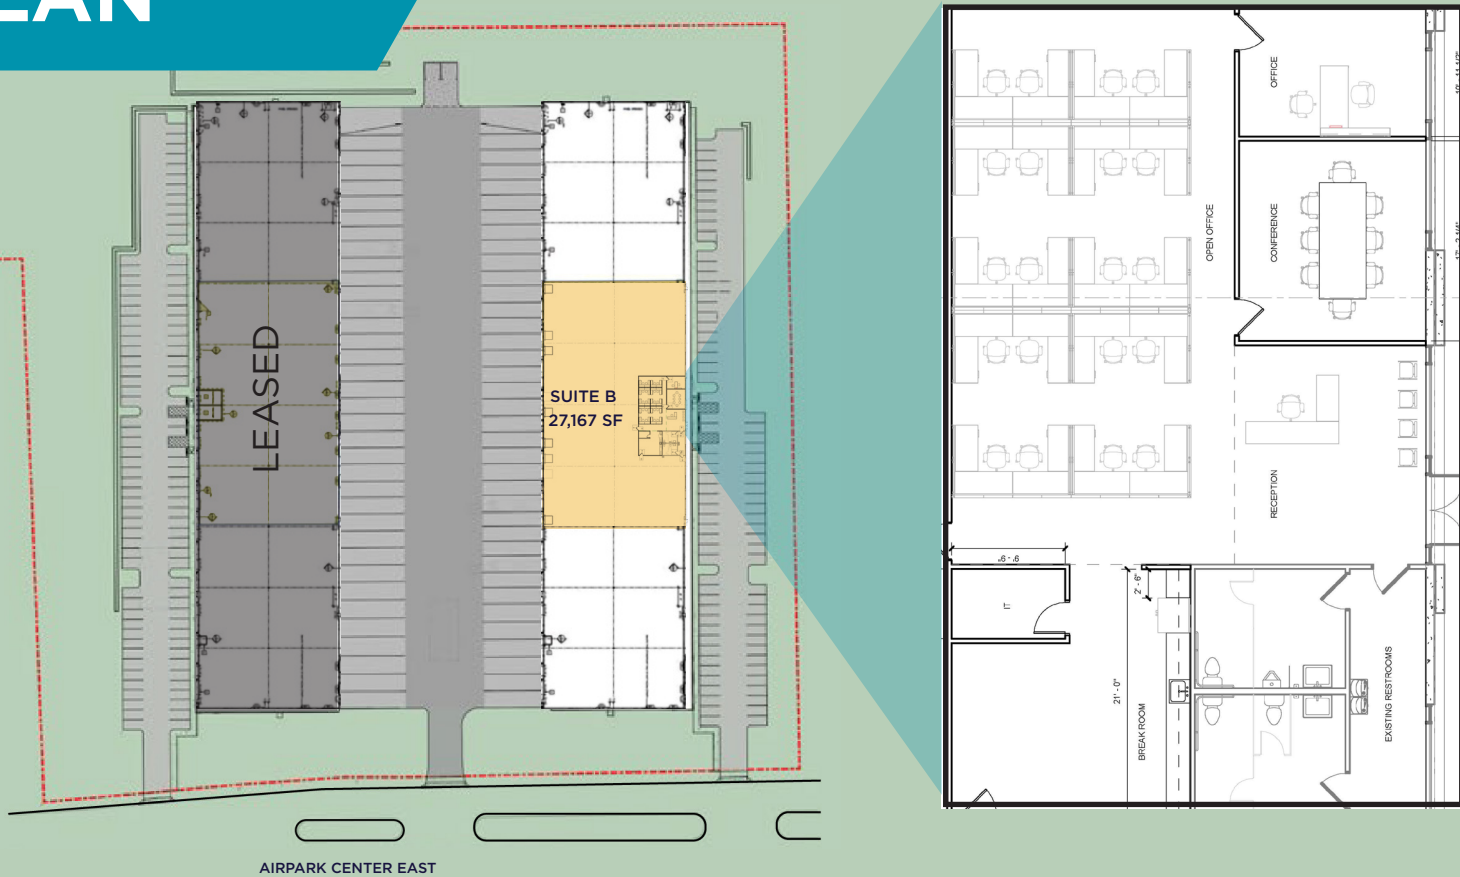 LEASED
SUITE B
27,167 SF
AIRPARK CENTER EAST
OFFICE
CONFERENCE
OPEN OFFICE
RECEPTION
9' - 6"
IT
2' - 6"
21' - 0"
BREAK ROOM
EXISTING RESTROOMS